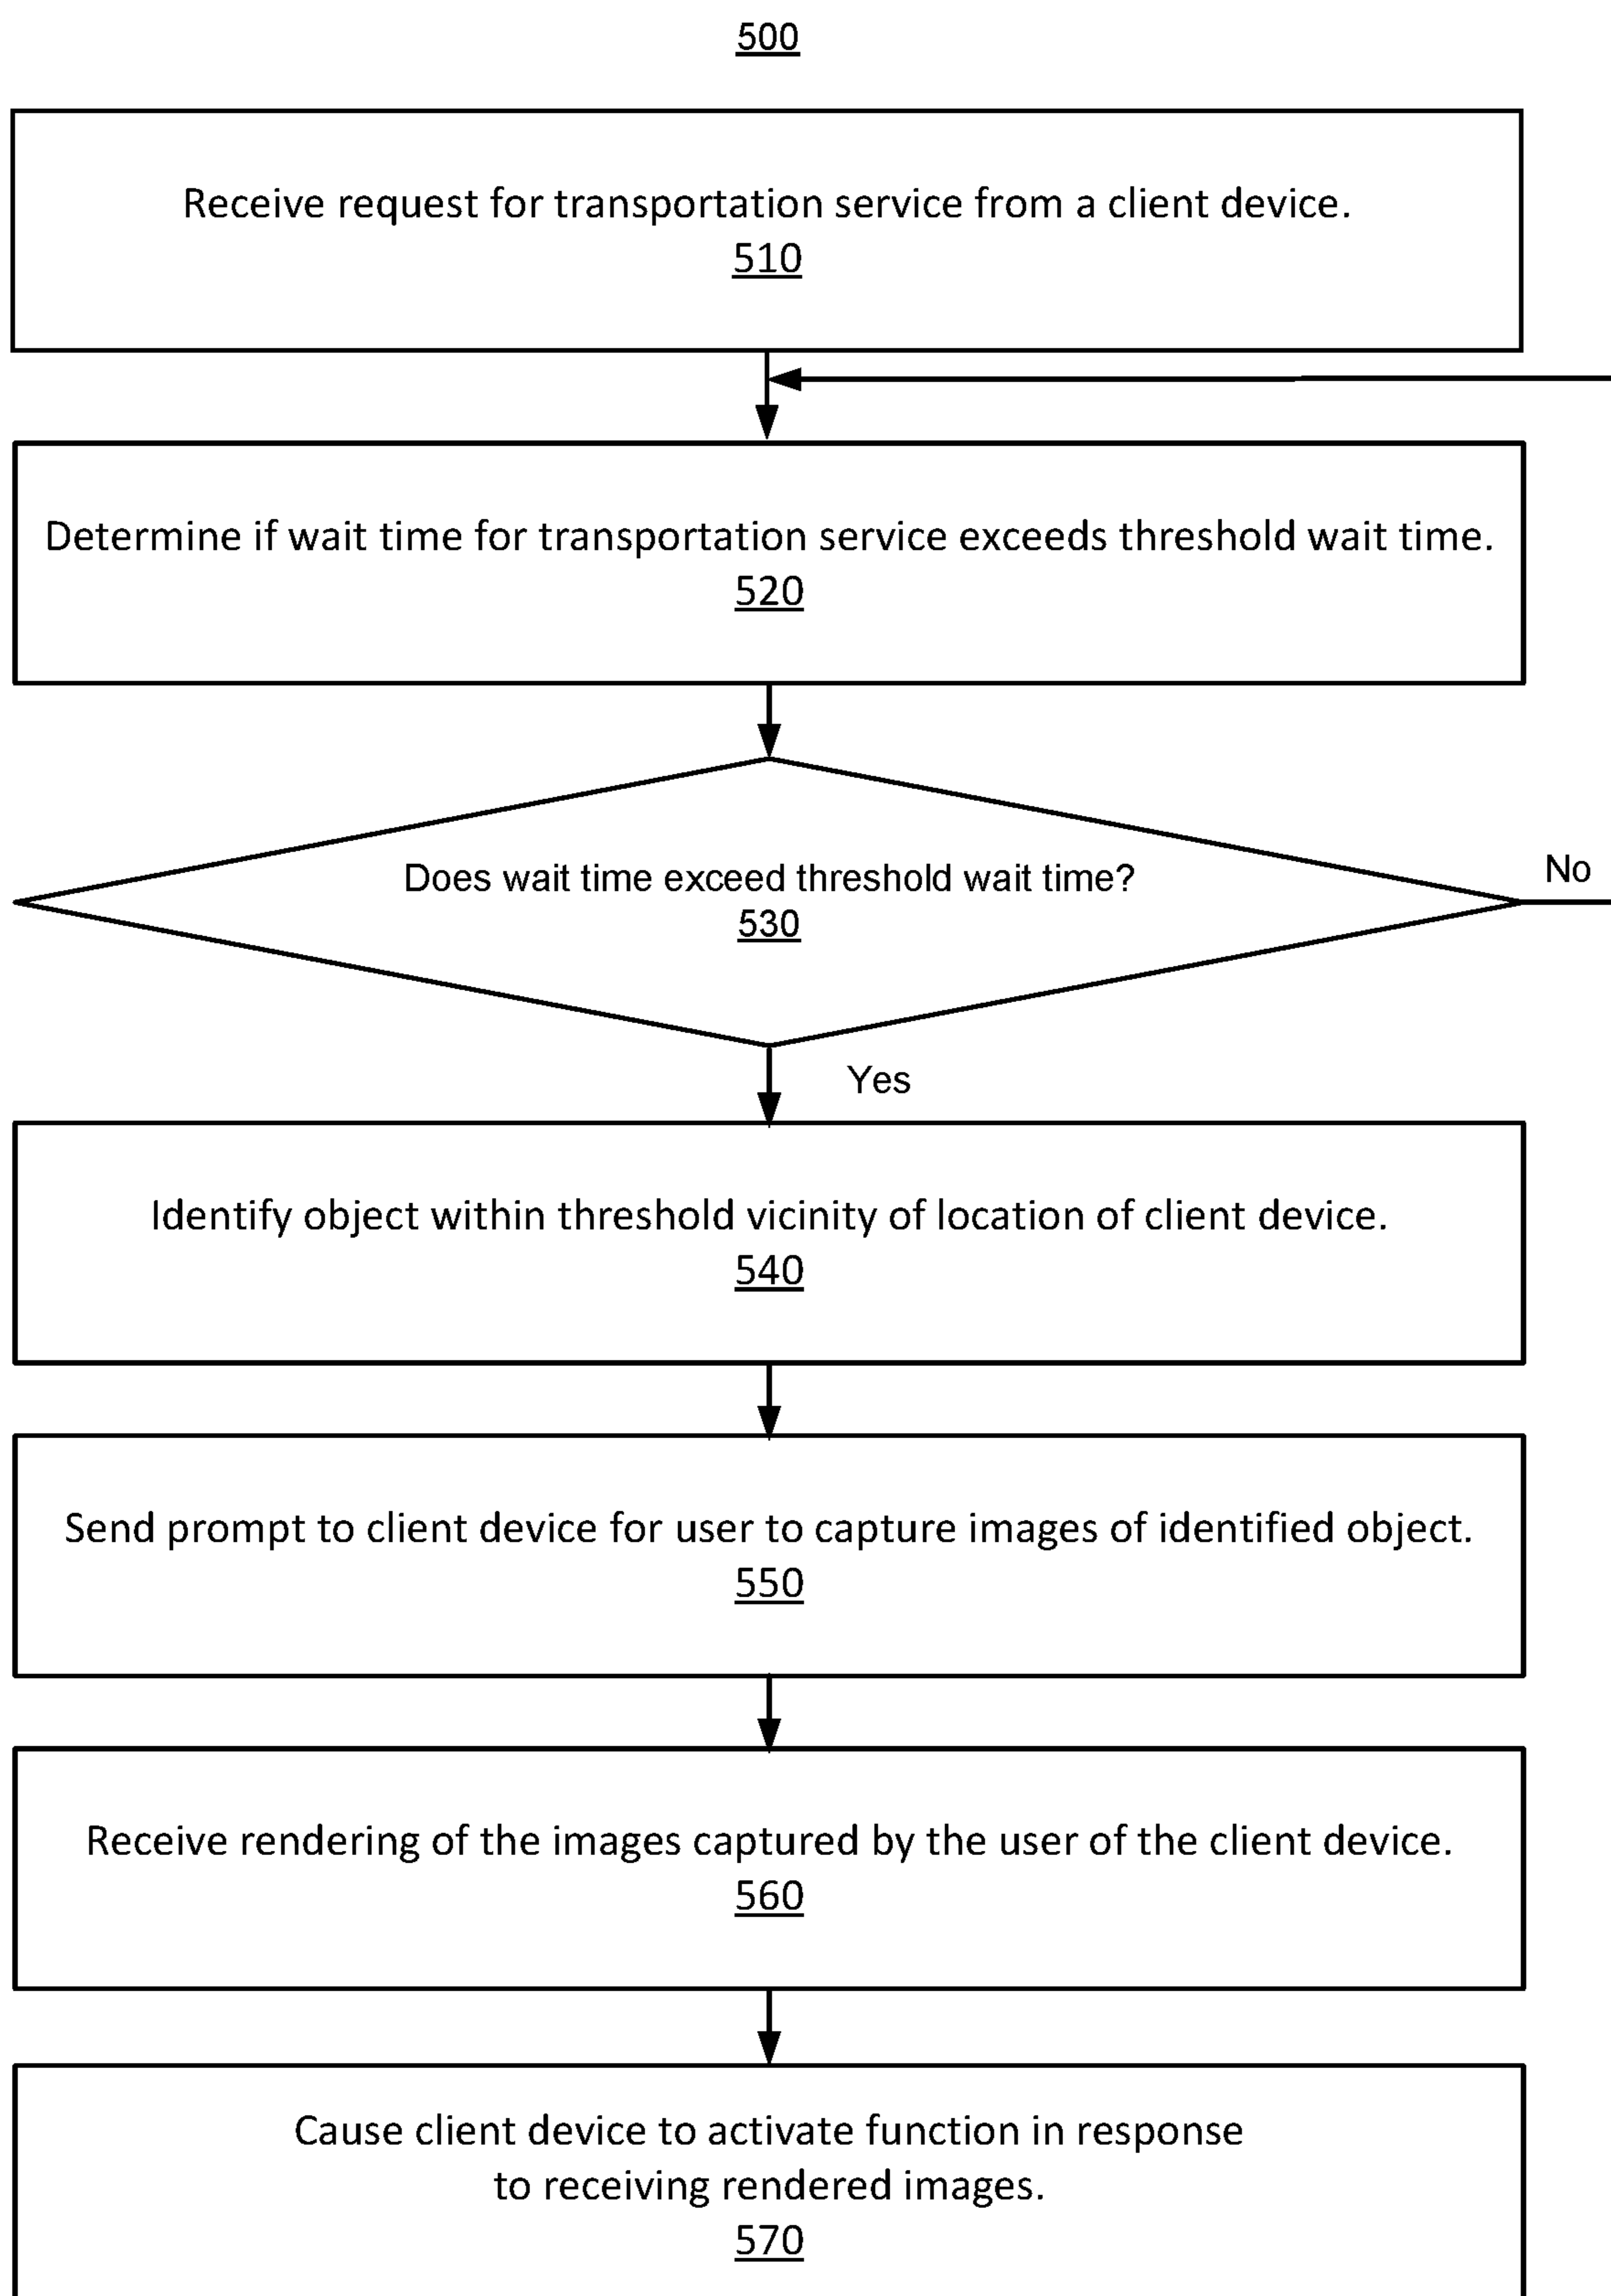 500
Receive request for transportation service from a client device.
510
Determine if wait time for transportation service exceeds threshold wait time.
520
Does wait time exceed threshold wait time?
530
No
Yes
Identify object within threshold vicinity of location of client device.
540
Send prompt to client device for user to capture images of identified object.
550
Receive rendering of the images captured by the user of the client device.
560
Cause client device to activate function in response
to receiving rendered images.
570